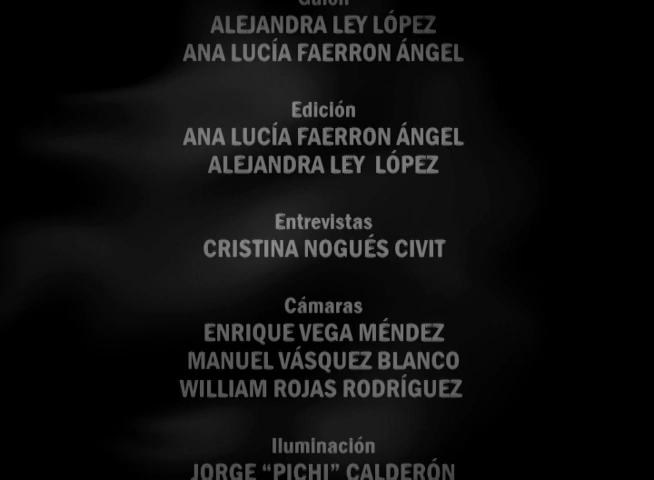 Guion
ALEJANDRA LEY LÓPEZ
ANA LUCÍA FAERRON ÁNGEL
Edición
ANA LUCÍA FAERRON ÁNGEL
ALEJANDRA LEY LÓPEZ
Entrevistas
CRISTINA NOGUÉS CIVIT
Cámaras
ENRIQUE VEGA MÉNDEZ
MANUEL VÁSQUEZ BLANCO
WILLIAM ROJAS RODRÍGUEZ
Iluminación
JORGE “PICHI” CALDERÓN